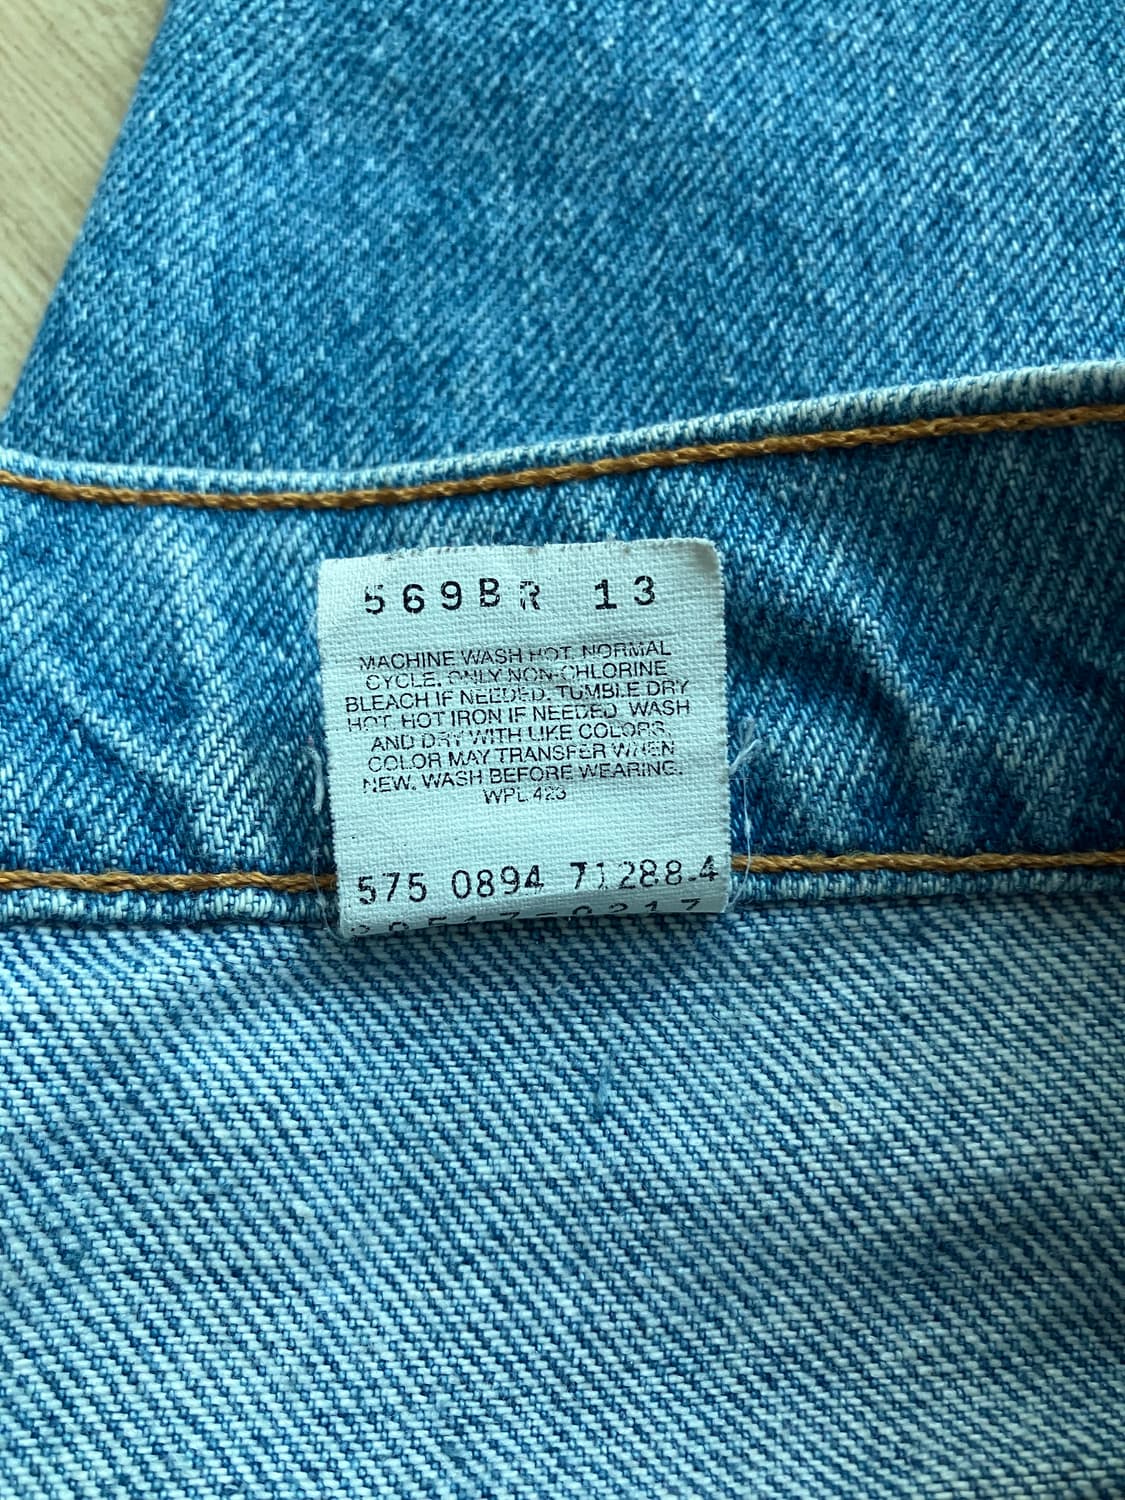 569BR 13
MACHINE WASH HOT NORMAL
CYCLE. ONLY NON-CHLORINE
BLEACH IF NEEDED. TUMBLE DRY
HOT. HOT IRON IF NEEDED. WASH
AND DRY WITH LIKE COLORS.
COLOR MAY TRANSFER WHEN
NEW. WASH BEFORE WEARING.
WPL 423
575 0894 71288.4